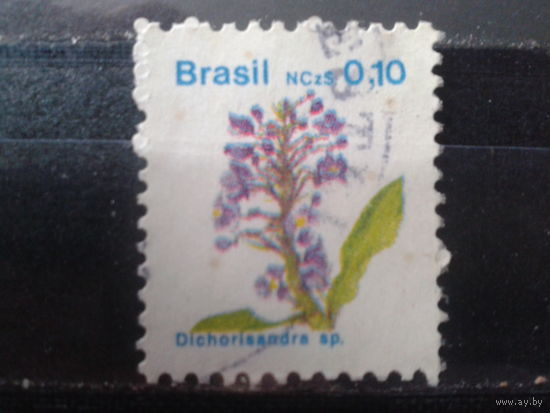 Brasil NCz$ 0,10
Dichorisandra sp.
www.ay.by